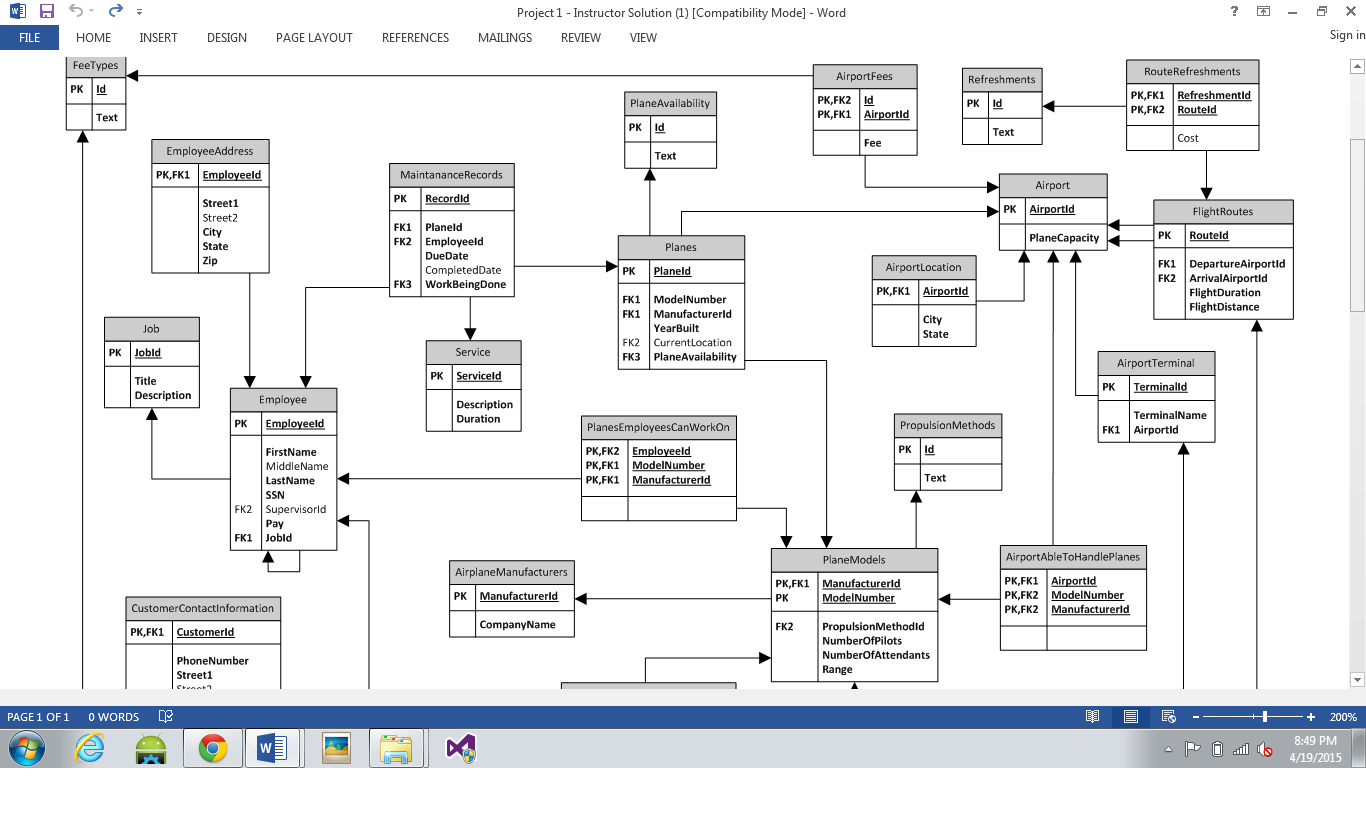 Project 1 - Instructor Solution (1) [Compatibility Mode] - Word
FILE HOME INSERT DESIGN PAGE LAYOUT REFERENCES MAILINGS REVIEW VIEW Sign in
FeeTypes
PK Id
Text
AirportFees
PK,FK2 Id
PK,FK1 AirportId
Fee
Refreshments
PK Id
Text
RouteRefreshments
PK,FK1 RefreshmentId
PK,FK2 RouteId
Cost
PlaneAvailability
PK Id
Text
EmployeeAddress
PK,FK1 EmployeeId
Street1
Street2
City
State
Zip
MaintananceRecords
PK RecordId
FK1 PlaneId
FK2 EmployeeId
DueDate
CompletedDate
FK3 WorkBeingDone
Airport
PK AirportId
PlaneCapacity
FlightRoutes
PK RouteId
FK1 DepartureAirportId
FK2 ArrivalAirportId
FlightDuration
FlightDistance
Planes
PK PlaneId
FK1 ModelNumber
FK1 ManufacturerId
YearBuilt
FK2 CurrentLocation
FK3 PlaneAvailability
AirportLocation
PK,FK1 AirportId
City
State
Job
PK JobId
Title
Description
Service
PK ServiceId
Description
Duration
AirportTerminal
PK TerminalId
TerminalName
FK1 AirportId
Employee
PK EmployeeId
FirstName
MiddleName
LastName
SSN
FK2 SupervisorId
Pay
FK1 JobId
PlanesEmployeesCanWorkOn
PK,FK2 EmployeeId
PK,FK1 ModelNumber
PK,FK1 ManufacturerId
PropulsionMethods
PK Id
Text
AirplaneManufacturers
PK ManufacturerId
CompanyName
PlaneModels
PK,FK1 ManufacturerId
PK ModelNumber
FK2 PropulsionMethodId
NumberOfPilots
NumberOfAttendants
Range
AirportAbleToHandlePlanes
PK,FK1 AirportId
PK,FK2 ModelNumber
PK,FK2 ManufacturerId
CustomerContactInformation
PK,FK1 CustomerId
PhoneNumber
Street1
Street2
PAGE 1 OF 1 0 WORDS 200%
8:49 PM
4/19/2015